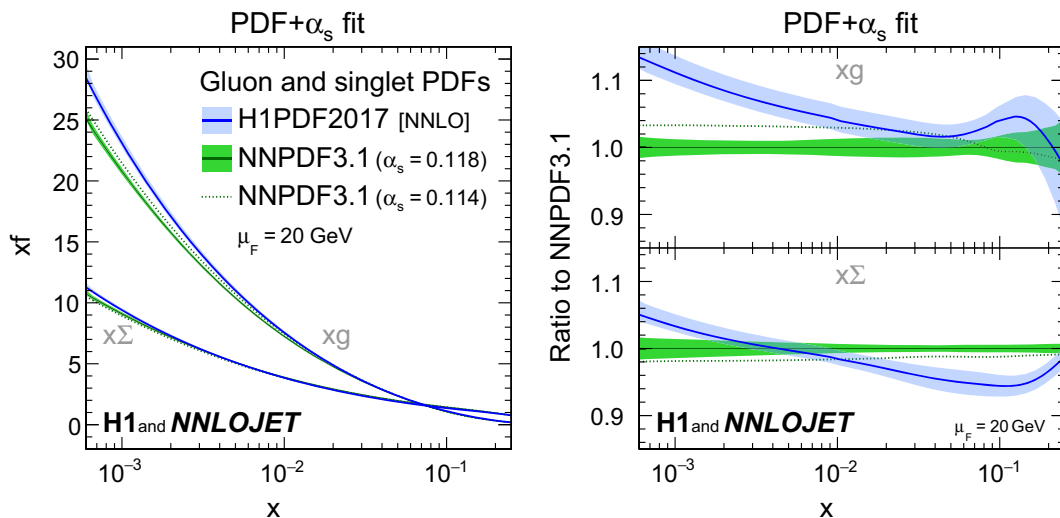 PDF+αs fit
30
25
20
15
10
5
0
xf
Gluon and singlet PDFs
H1PDF2017 [NNLO]
NNPDF3.1 (αs = 0.118)
NNPDF3.1 (αs = 0.114)
μF = 20 GeV
xΣ
xg
H1 and NNLOJET
10⁻³ 10⁻² 10⁻¹
x
PDF+αs fit
Ratio to NNPDF3.1
1.1
1.0
0.9
xg
1.0
0.9
xΣ
H1 and NNLOJET
μF = 20 GeV
10⁻³ 10⁻² 10⁻¹
x